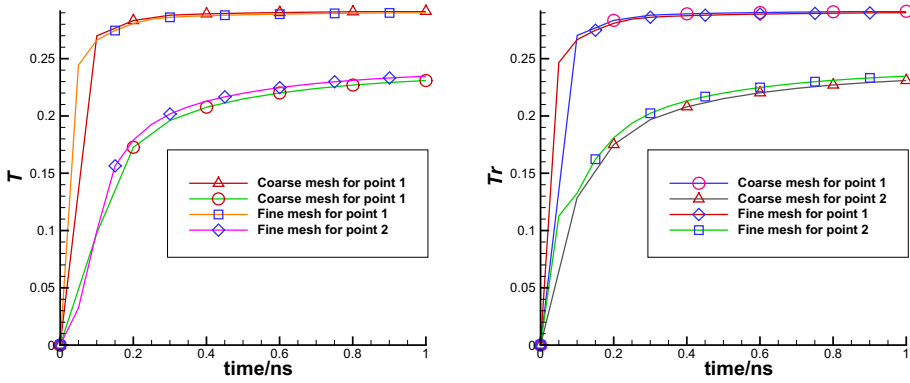 0.25
0.2
0.15
0.1
0.05
0
T
0
0.2
0.4
0.6
0.8
1
time/ns
Coarse mesh for point 1
Coarse mesh for point 1
Fine mesh for point 1
Fine mesh for point 2
0.25
0.2
0.15
0.1
0.05
0
Tr
0
0.2
0.4
0.6
0.8
1
time/ns
Coarse mesh for point 1
Coarse mesh for point 2
Fine mesh for point 1
Fine mesh for point 2